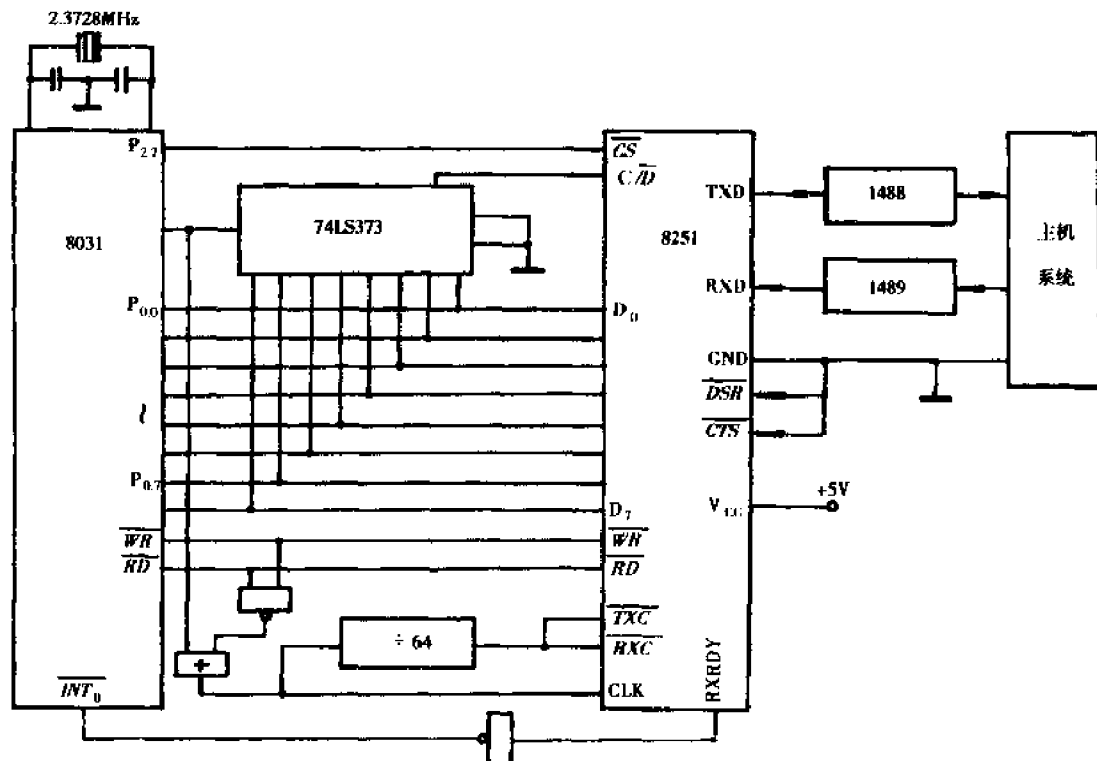 2.3728MHz
P2.7
8031
P0.0
≀
P0.7
WR
RD
INT0
74LS373
÷ 64
+
CS
C/D
8251
D0
D7
WR
RD
TXC
RXC
CLK
TXD
RXD
GND
DSR
CTS
VCC
RXRDY
1488
1489
+5V
主机
系统